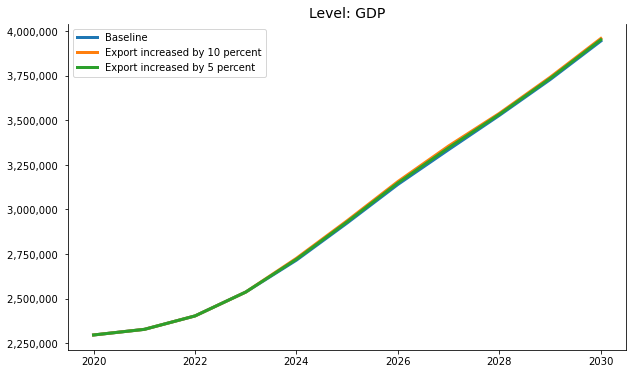 Level: GDP
Baseline
Export increased by 10 percent
Export increased by 5 percent
4,000,000
3,750,000
3,500,000
3,250,000
3,000,000
2,750,000
2,500,000
2,250,000
2020 2022 2024 2026 2028 2030